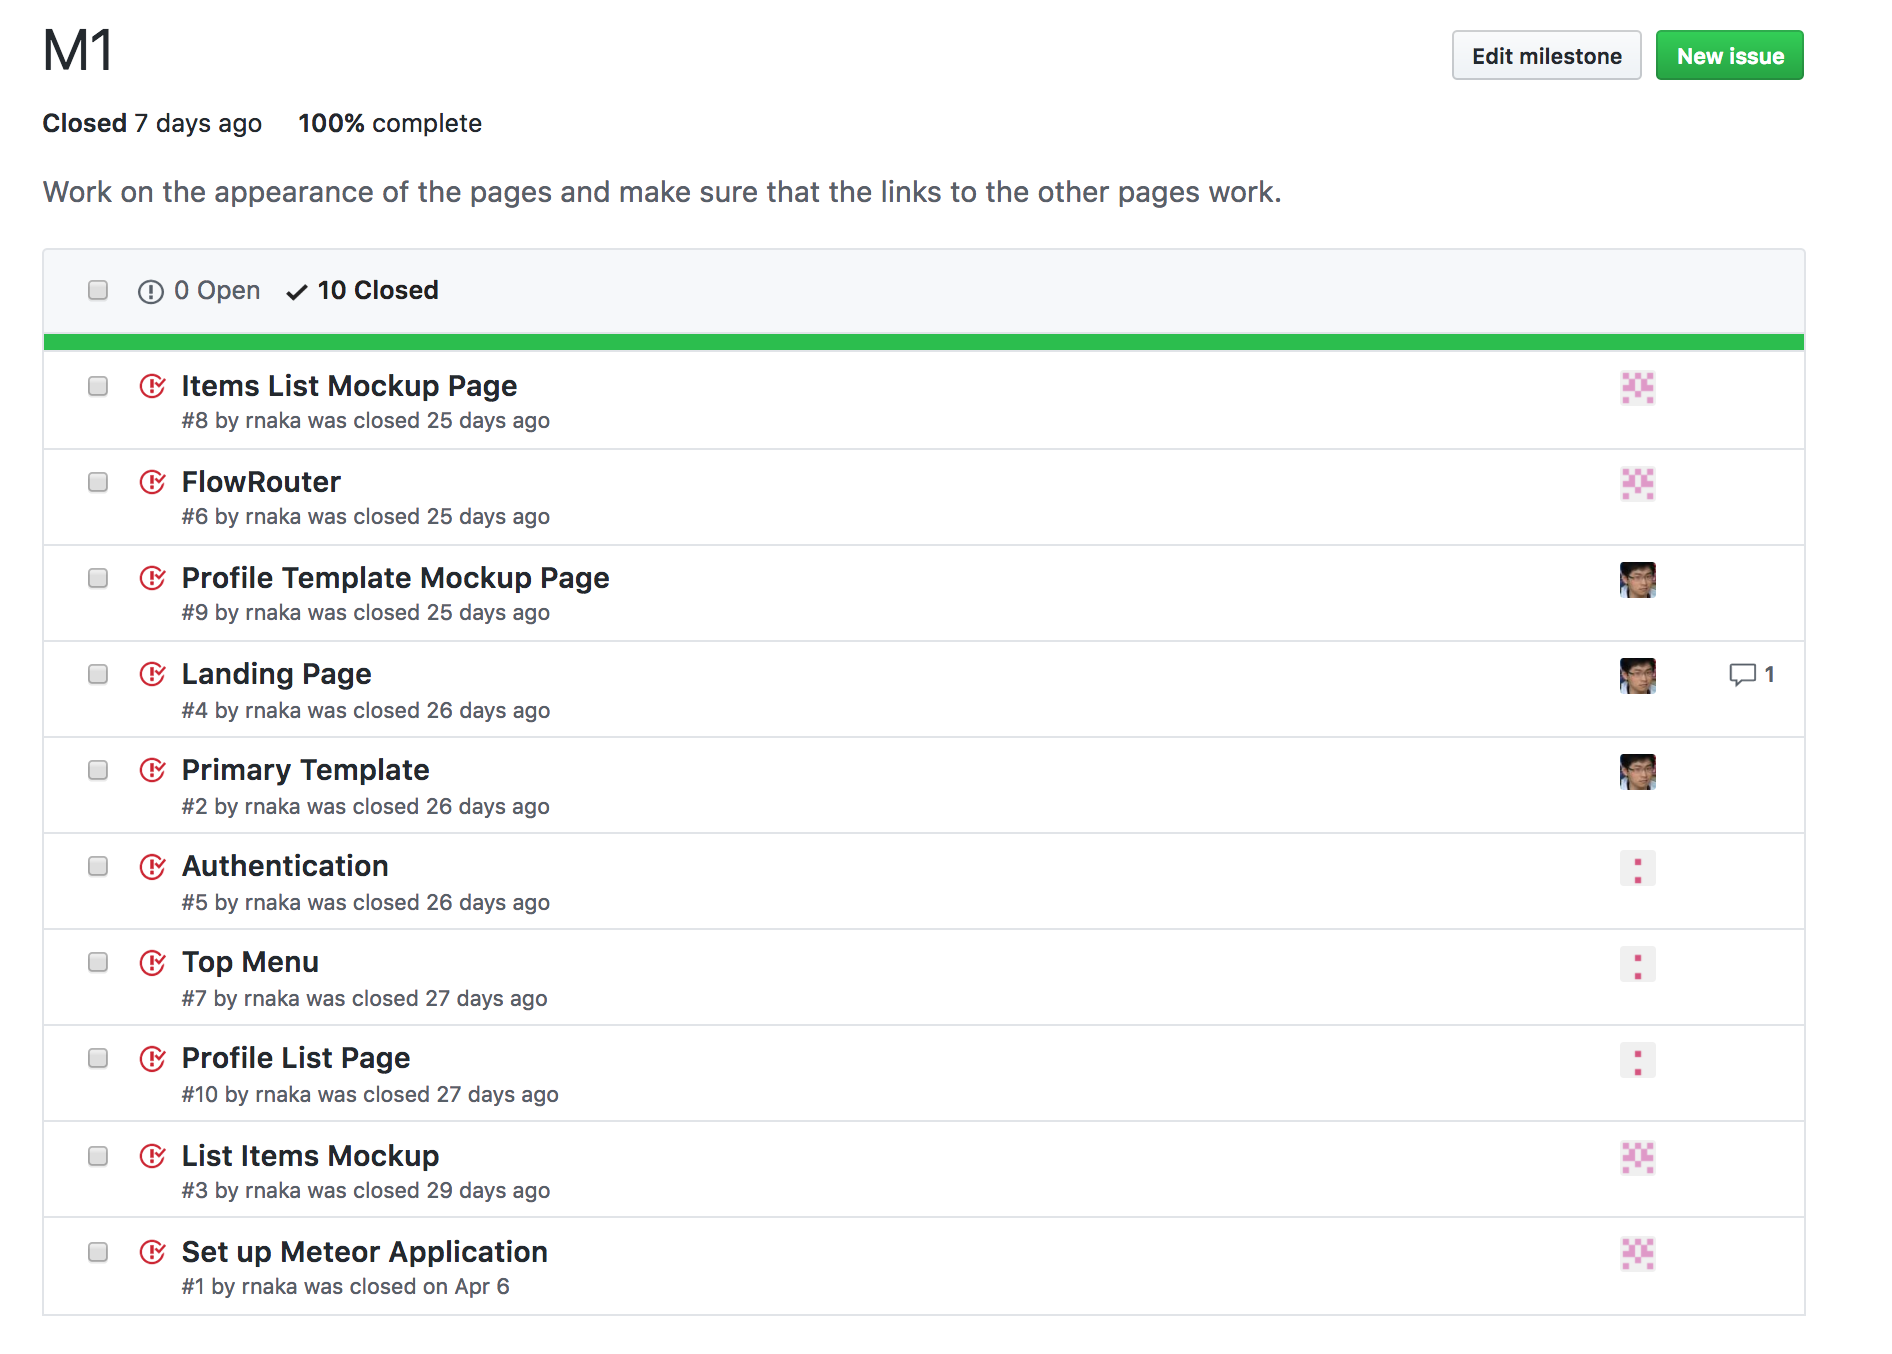 M1
Edit milestone
New issue
Closed 7 days ago 100% complete
Work on the appearance of the pages and make sure that the links to the other pages work.
0 Open 10 Closed
Items List Mockup Page
#8 by rnaka was closed 25 days ago
FlowRouter
#6 by rnaka was closed 25 days ago
Profile Template Mockup Page
#9 by rnaka was closed 25 days ago
Landing Page
1
#4 by rnaka was closed 26 days ago
Primary Template
#2 by rnaka was closed 26 days ago
Authentication
#5 by rnaka was closed 26 days ago
Top Menu
#7 by rnaka was closed 27 days ago
Profile List Page
#10 by rnaka was closed 27 days ago
List Items Mockup
#3 by rnaka was closed 29 days ago
Set up Meteor Application
#1 by rnaka was closed on Apr 6